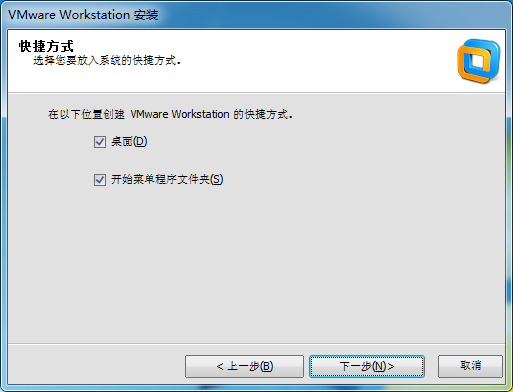 VMware Workstation 安装
快捷方式
选择您要放入系统的快捷方式。
在以下位置创建 VMware Workstation 的快捷方式。
桌面(D)
开始菜单程序文件夹(S)
< 上一步(B)
下一步(N)>
取消